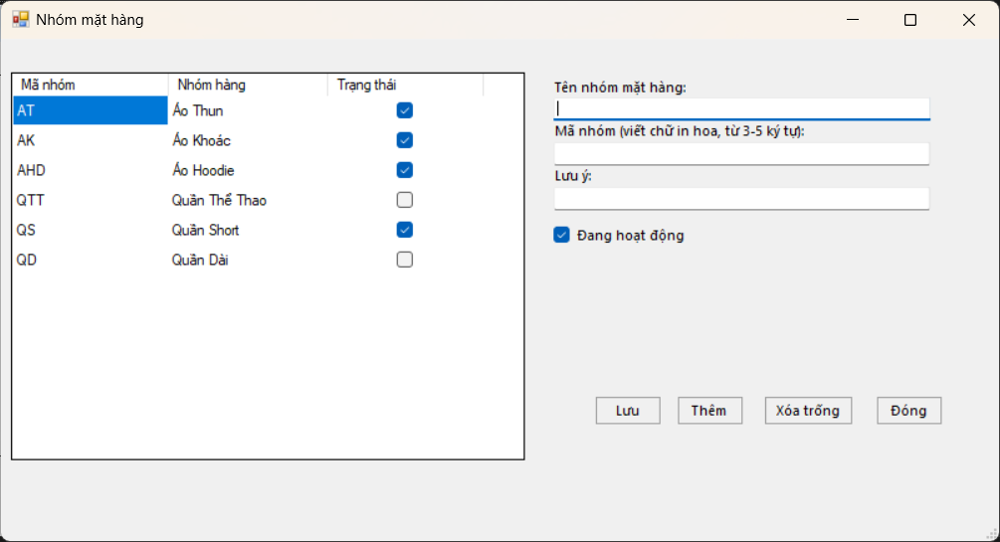 Nhóm mặt hàng
Mã nhóm Nhóm hàng Trạng thái
AT Áo Thun
AK Áo Khoác
AHD Áo Hoodie
QTT Quần Thể Thao
QS Quần Short
QD Quần Dài
Tên nhóm mặt hàng:
Mã nhóm (viết chữ in hoa, từ 3-5 ký tự):
Lưu ý:
Đang hoạt động
Lưu Thêm Xóa trống Đóng